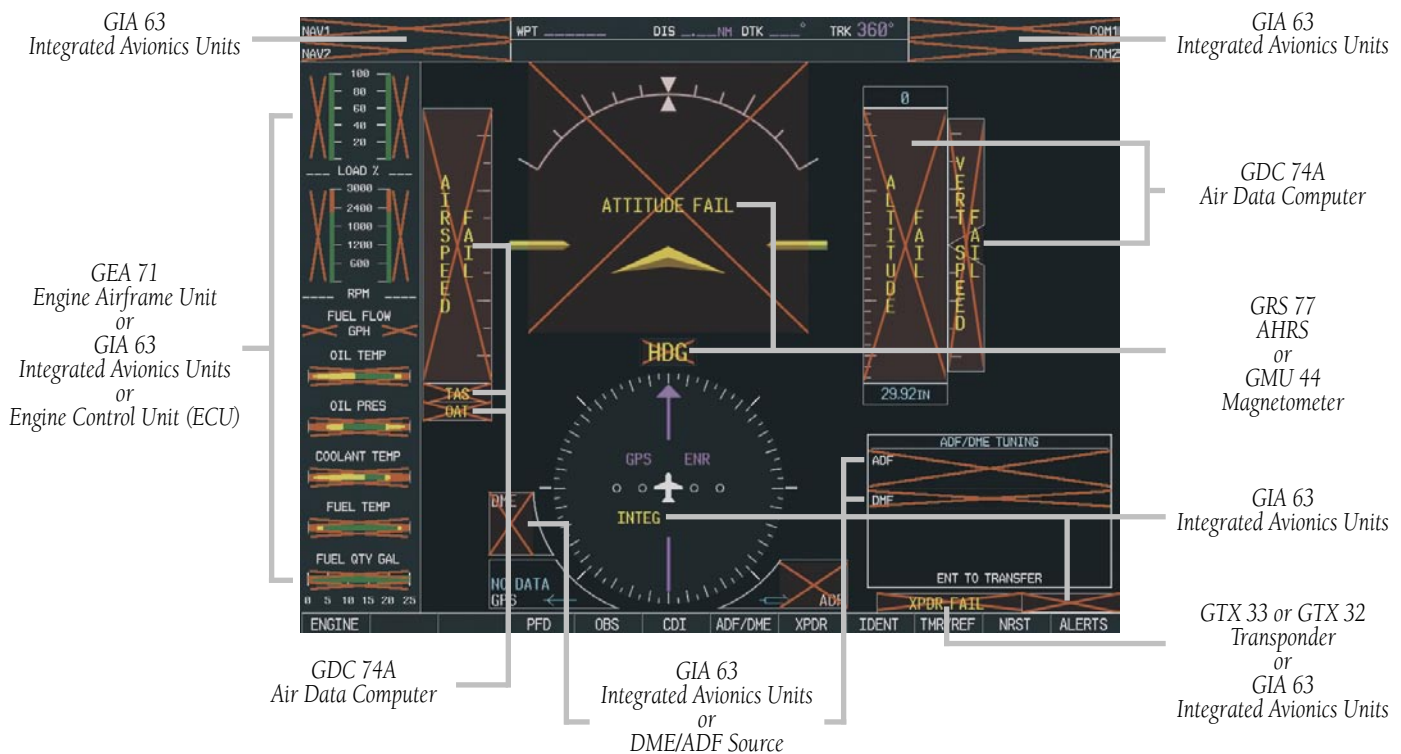 GIA 63
Integrated Avionics Units
GIA 63
Integrated Avionics Units
NAV1
NAV2
WPT _______ DIS __.__NM DTK ___° TRK 360°
COM1
COM2
100
80
60
40
20
____ LOAD % ____
3000
2400
1800
1200
600
____ RPM ____
FUEL FLOW
GPH
OIL TEMP
OIL PRES
COOLANT TEMP
FUEL TEMP
FUEL QTY GAL
0 5 10 15 20 25
AIRSPEED
FAIL
TAS
OAT
ATTITUDE FAIL
0
ALTITUDE
FAIL
VERT SPEED
FAIL
29.92IN
HDG
GPS ENR
INTEG
DME
NO DATA
GPS
ADF
ADF/DME TUNING
ADF
DME
ENT TO TRANSFER
XPDR FAIL
ENGINE PFD OBS CDI ADF/DME XPDR IDENT TMR/REF NRST ALERTS
GEA 71
Engine Airframe Unit
or
GIA 63
Integrated Avionics Units
or
Engine Control Unit (ECU)
GDC 74A
Air Data Computer
GRS 77
AHRS
or
GMU 44
Magnetometer
GIA 63
Integrated Avionics Units
GTX 33 or GTX 32
Transponder
or
GIA 63
Integrated Avionics Units
GDC 74A
Air Data Computer
GIA 63
Integrated Avionics Units
or
DME/ADF Source